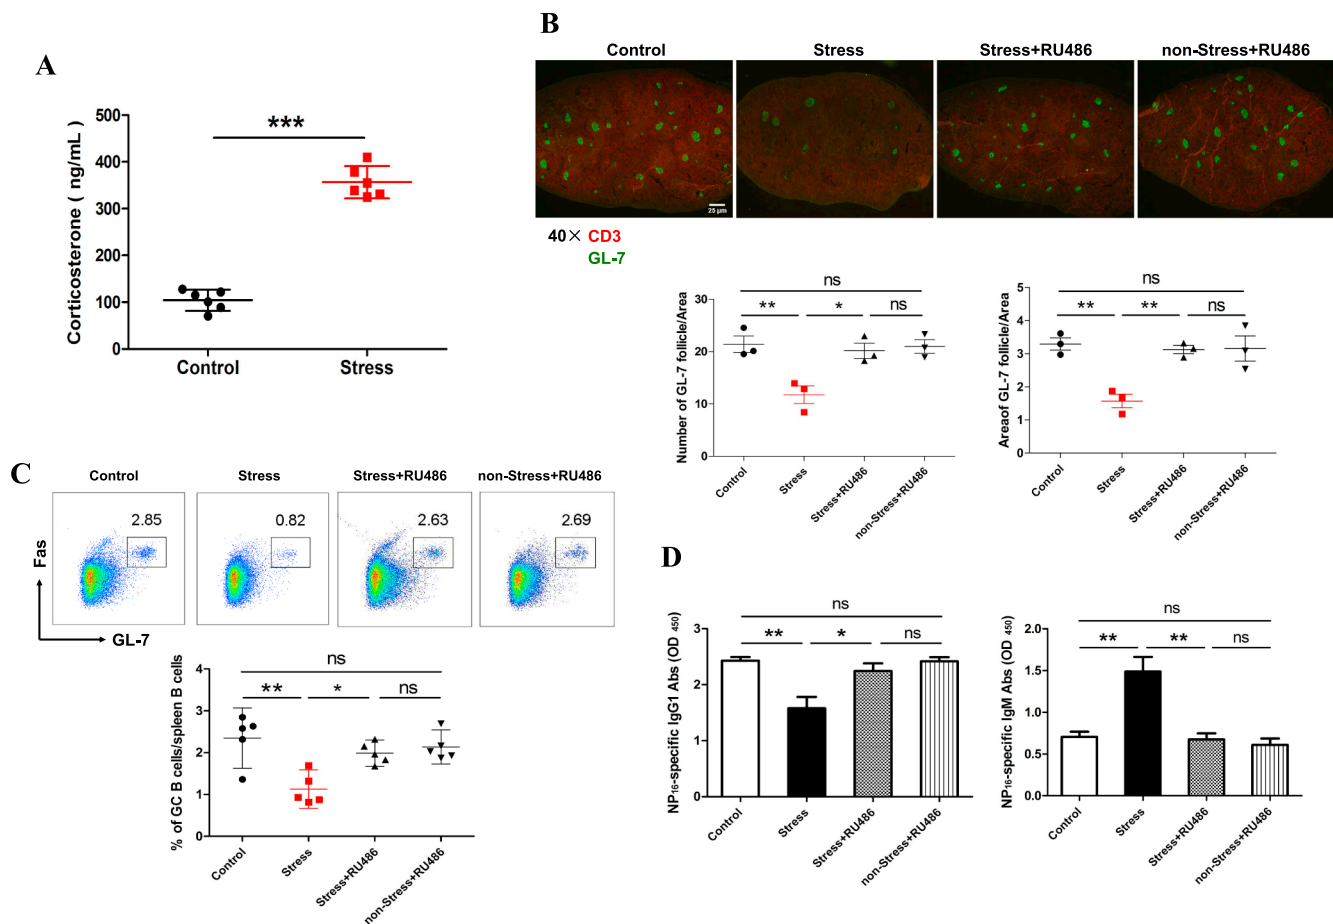 A
Corticosterone ( ng/mL )
500
400
300
200
100
0
***
Control
Stress
B
Control
Stress
Stress+RU486
non-Stress+RU486
25 μm
40× CD3
GL-7
Number of GL-7 follicle/Area
30
20
10
0
ns
**
*
ns
Control
Stress
Stress+RU486
non-Stress+RU486
Areaof GL-7 follicle/Area
5
4
3
2
1
0
ns
**
**
ns
Control
Stress
Stress+RU486
non-Stress+RU486
C
Control
Stress
Stress+RU486
non-Stress+RU486
2.85
0.82
2.63
2.69
Fas
GL-7
% of GC B cells/spleen B cells
4
3
2
1
0
ns
**
*
ns
Control
Stress
Stress+RU486
non-Stress+RU486
D
NP16-specific IgG1 Abs (OD 450)
3
2
1
0
ns
**
*
ns
Control
Stress
Stress+RU486
non-Stress+RU486
NP16-specific IgM Abs (OD 450)
2.0
1.5
1.0
0.5
0.0
ns
**
**
ns
Control
Stress
Stress+RU486
non-Stress+RU486